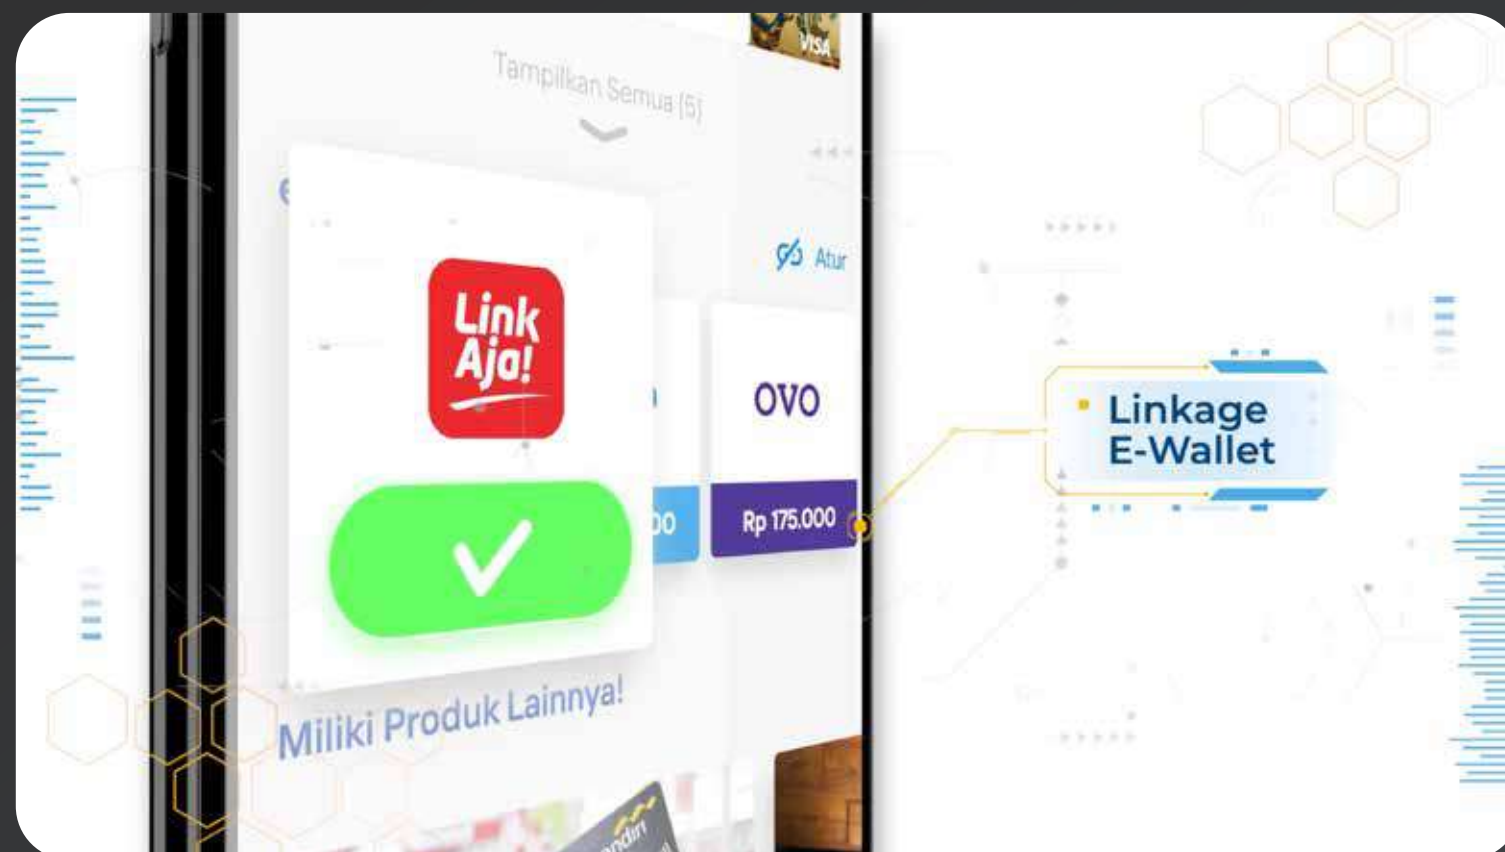 VISA
Tampilkan Semua (5)
Atur
Link
Aja!
OVO
Rp 175.000
Linkage
E-Wallet
Miliki Produk Lainnya!